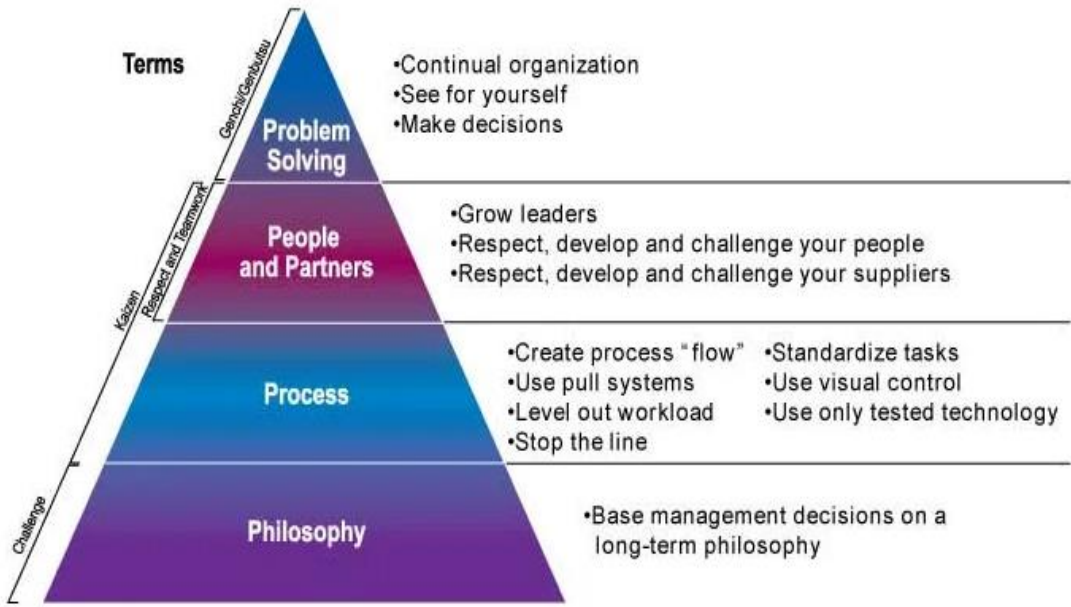 Terms
Genchi/Genbutsu
•Continual organization
•See for yourself
•Make decisions
Problem
Solving
Respect and Teamwork
Kaizen
People
and Partners
•Grow leaders
•Respect, develop and challenge your people
•Respect, develop and challenge your suppliers
Process
•Create process “flow”
•Use pull systems
•Level out workload
•Stop the line
•Standardize tasks
•Use visual control
•Use only tested technology
Challenge
Philosophy
•Base management decisions on a
long-term philosophy